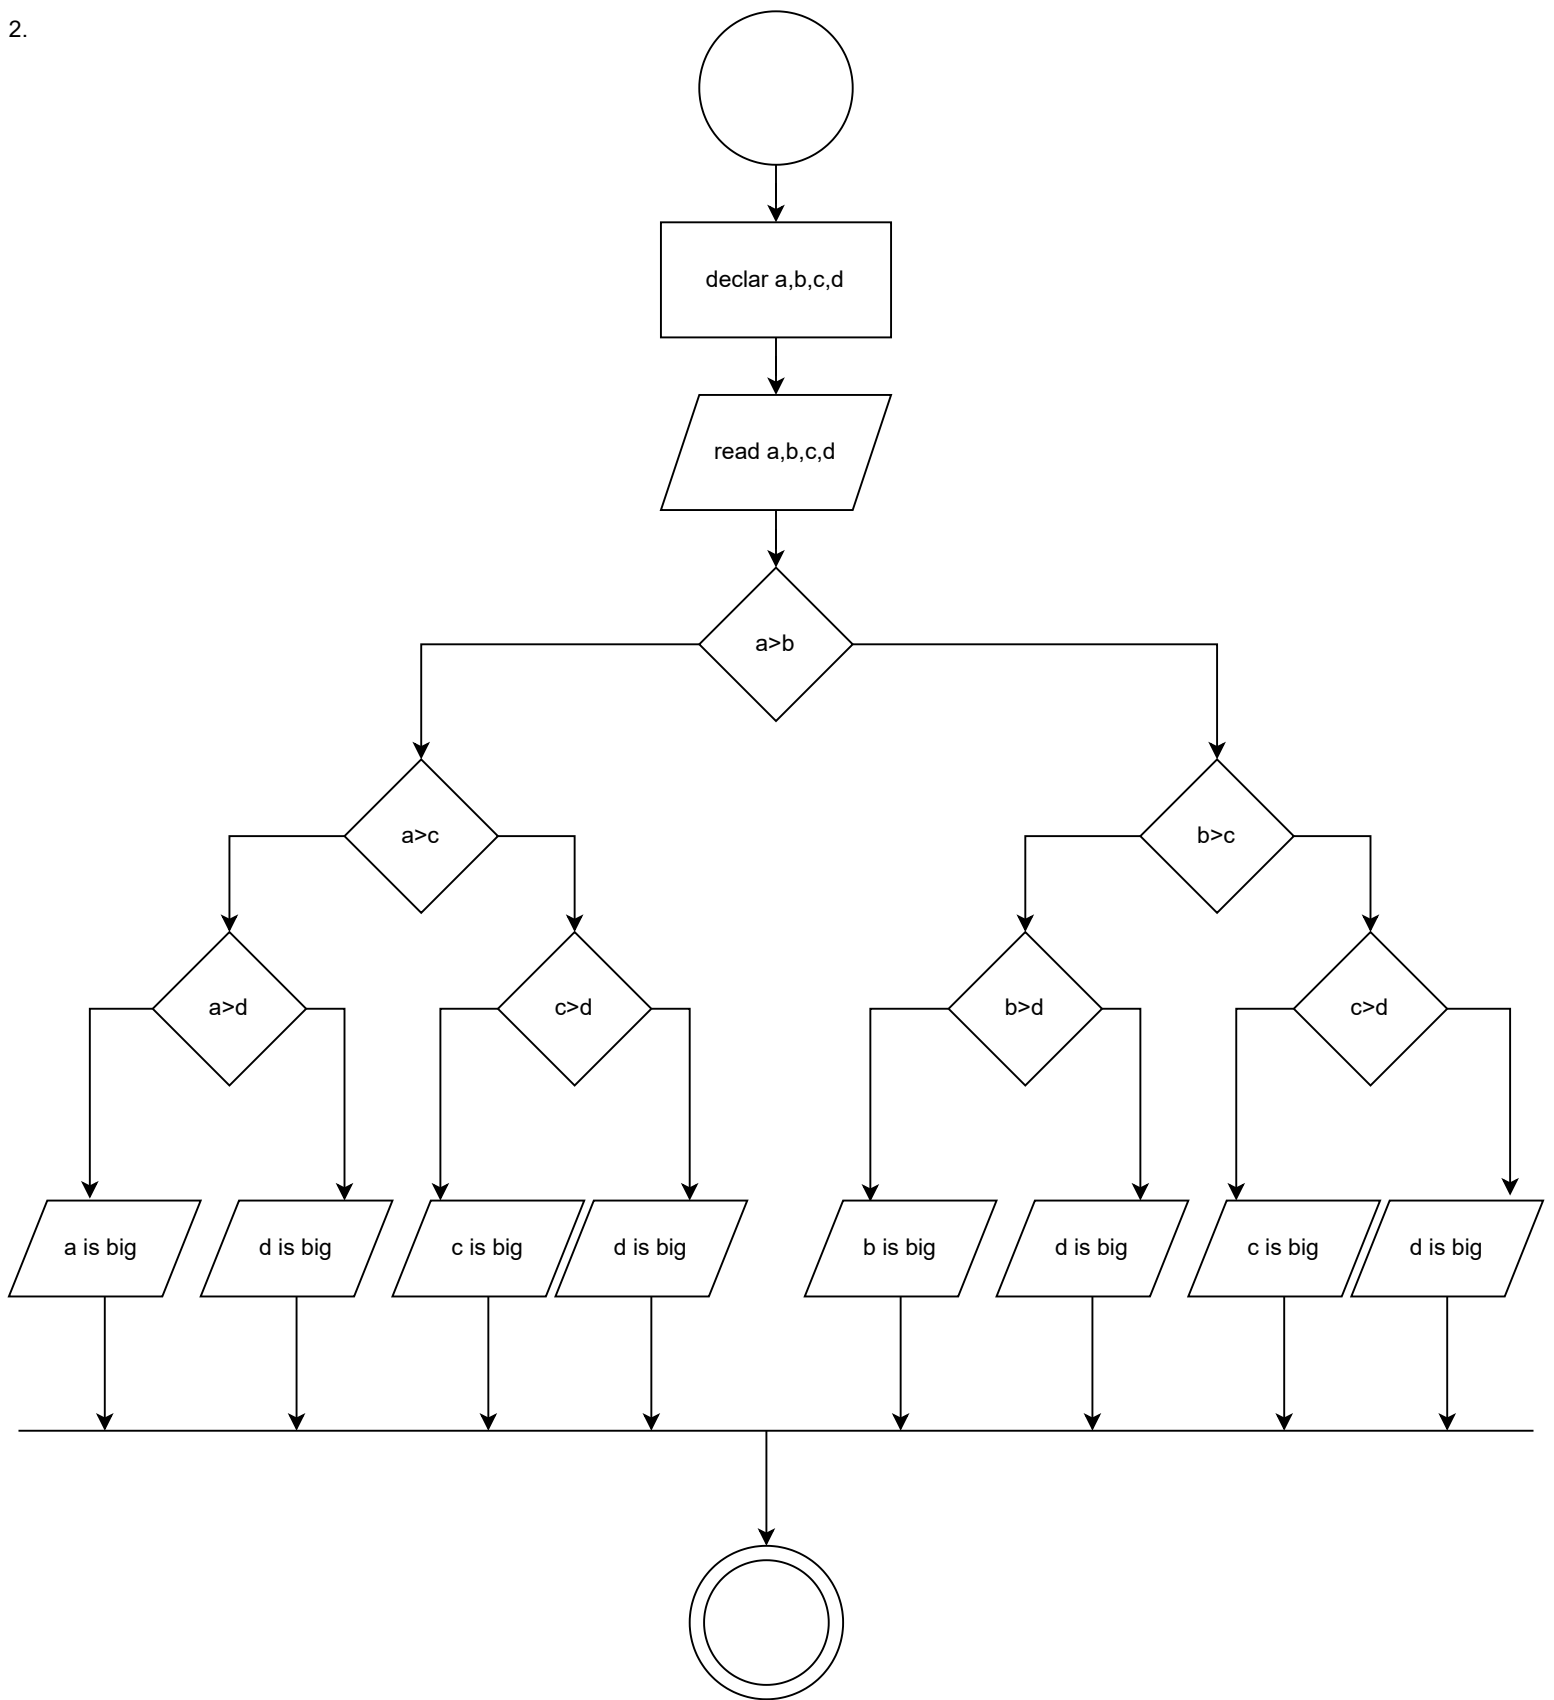 2.
declar a,b,c,d
read a,b,c,d
a>b
a>c
b>c
a>d
c>d
b>d
c>d
a is big
d is big
c is big
d is big
b is big
d is big
c is big
d is big